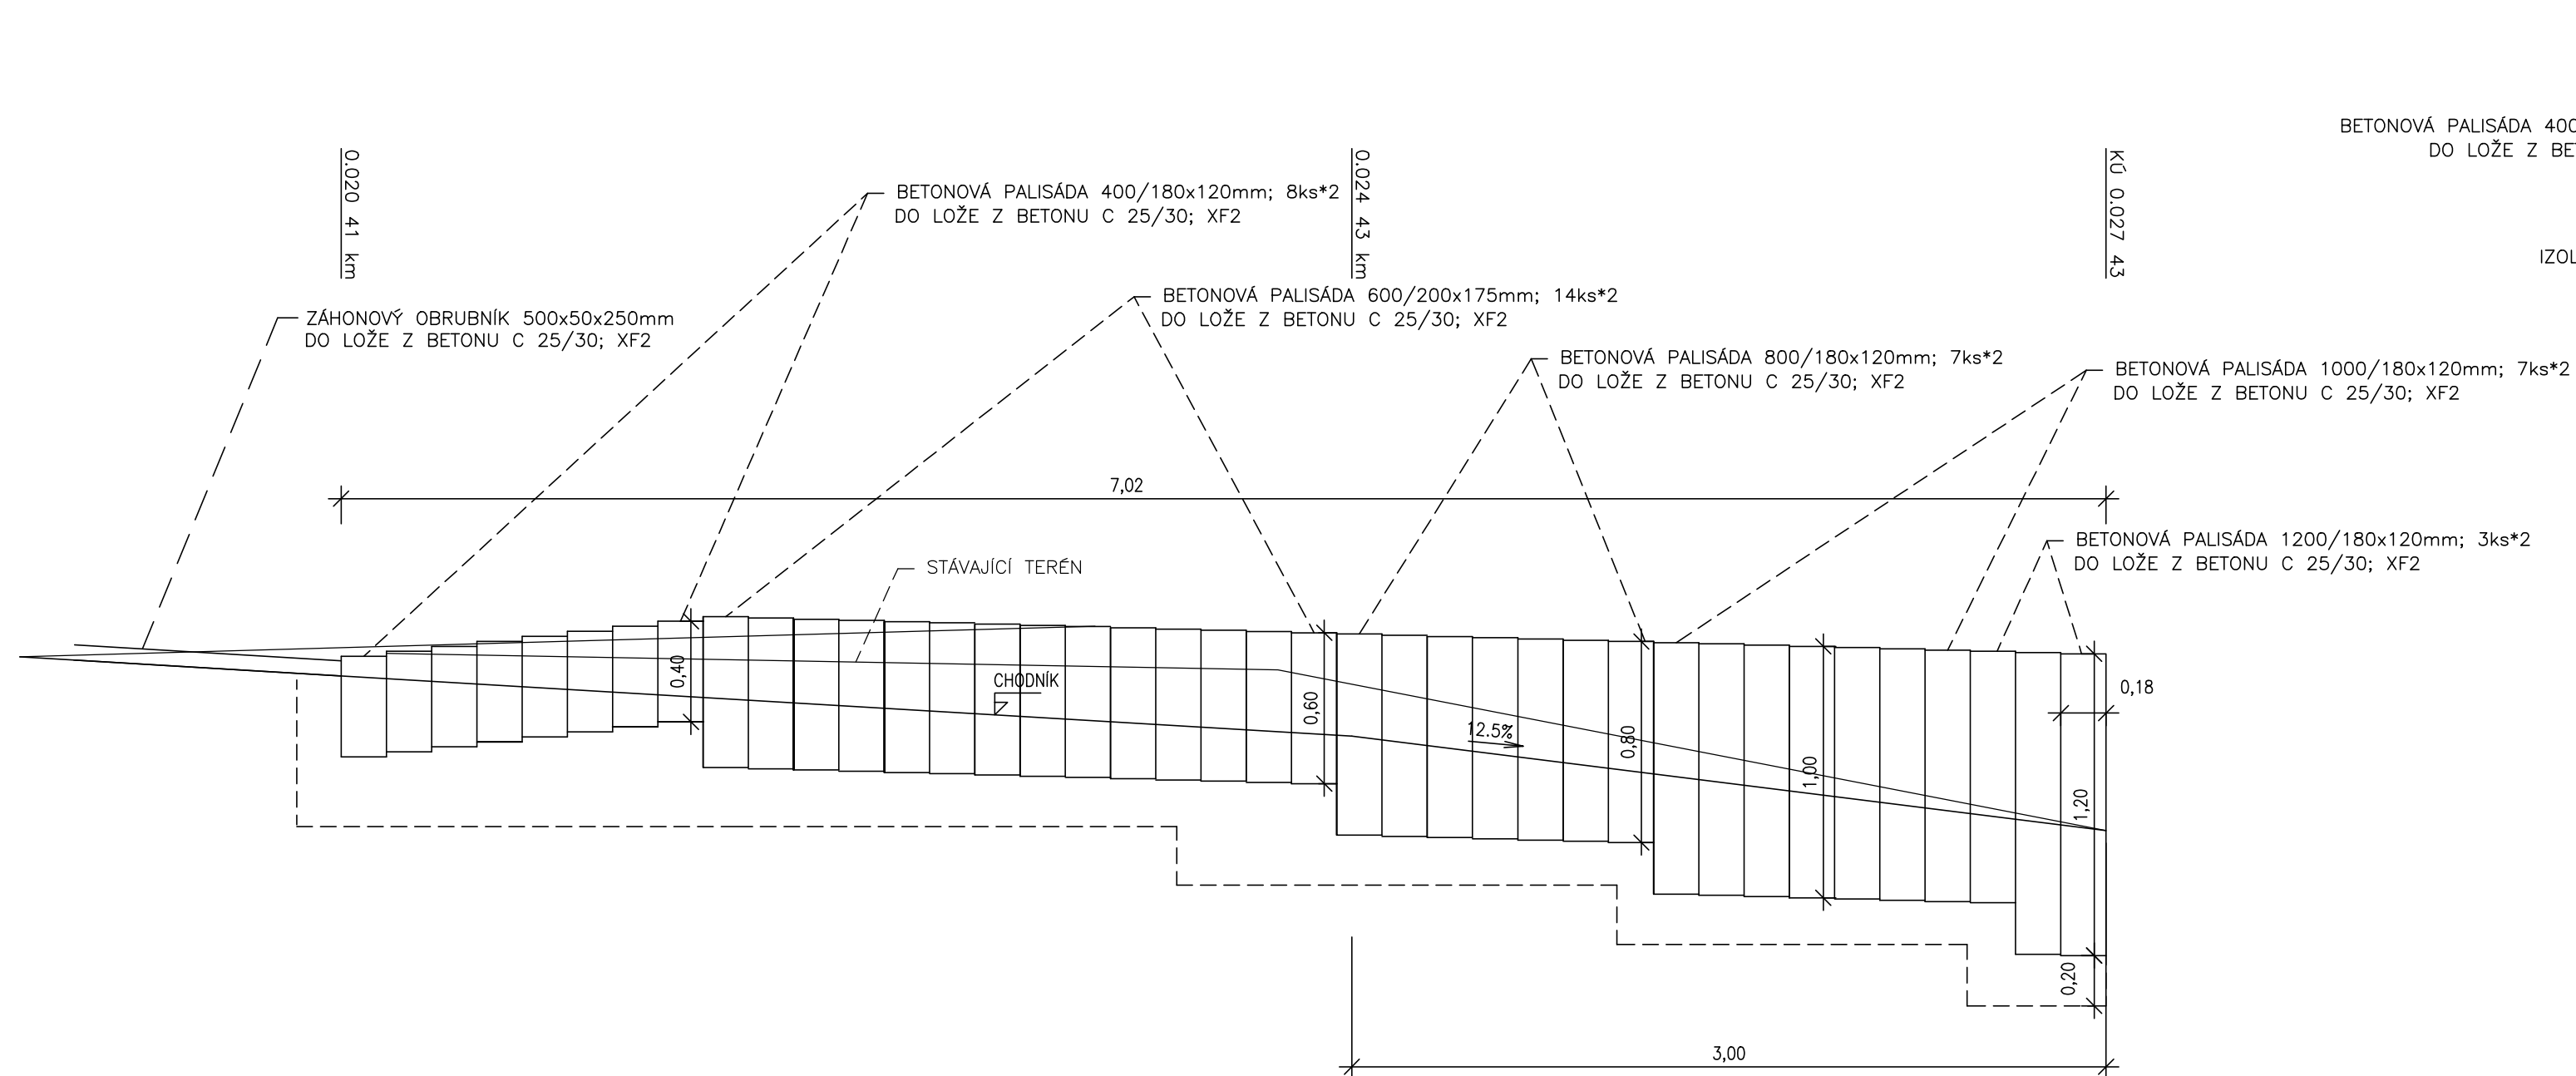 BETONOVÁ PALISÁDA 400
DO LOŽE Z BE
0.020 41 km
0.024 43 km
KÚ 0.027 43
BETONOVÁ PALISÁDA 400/180x120mm; 8ks*2
DO LOŽE Z BETONU C 25/30; XF2
IZOL
BETONOVÁ PALISÁDA 600/200x175mm; 14ks*2
DO LOŽE Z BETONU C 25/30; XF2
ZÁHONOVÝ OBRUBNÍK 500x50x250mm
DO LOŽE Z BETONU C 25/30; XF2
BETONOVÁ PALISÁDA 800/180x120mm; 7ks*2
DO LOŽE Z BETONU C 25/30; XF2
BETONOVÁ PALISÁDA 1000/180x120mm; 7ks*2
DO LOŽE Z BETONU C 25/30; XF2
7,02
BETONOVÁ PALISÁDA 1200/180x120mm; 3ks*2
DO LOŽE Z BETONU C 25/30; XF2
STÁVAJÍCÍ TERÉN
0,40
CHODNÍK
0,60
12.5%
0,80
1,00
0,18
1,20
0,20
3,00